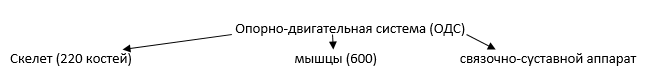 Опорно-двигательная система (ОДС)
Скелет (220 костей) мышцы (600) связочно-суставной аппарат